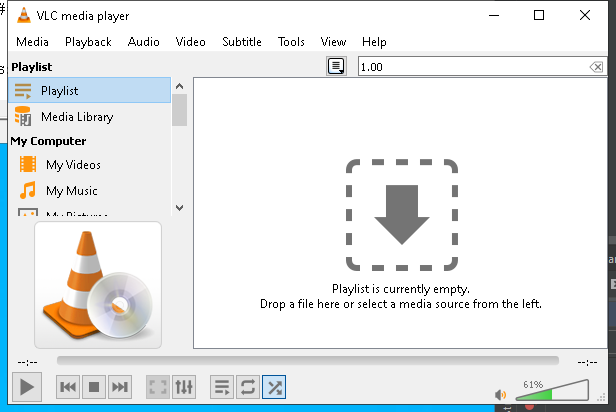 VLC media player
Media Playback Audio Video Subtitle Tools View Help
Playlist
1.00
Playlist
Media Library
My Computer
My Videos
My Music
My Pictures
Playlist is currently empty.
Drop a file here or select a media source from the left.
--:-- --:--
61%